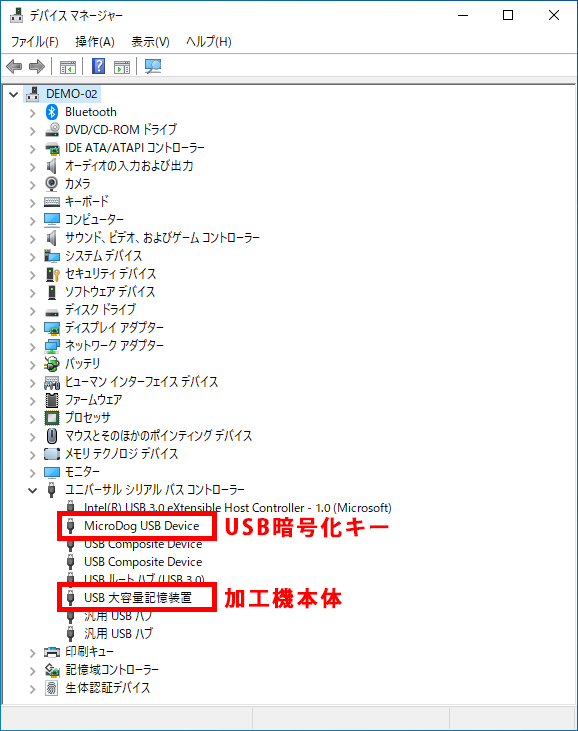 デバイス マネージャー
ファイル(F) 操作(A) 表示(V) ヘルプ(H)
DEMO-02
Bluetooth
DVD/CD-ROM ドライブ
IDE ATA/ATAPI コントローラー
オーディオの入力および出力
カメラ
キーボード
コンピューター
サウンド、ビデオ、およびゲーム コントローラー
システム デバイス
セキュリティ デバイス
ソフトウェア デバイス
ディスク ドライブ
ディスプレイ アダプター
ネットワーク アダプター
バッテリ
ヒューマン インターフェイス デバイス
ファームウェア
プロセッサ
マウスとそのほかのポインティング デバイス
メモリ テクノロジ デバイス
モニター
ユニバーサル シリアル バス コントローラー
Intel(R) USB 3.0 eXtensible Host Controller - 1.0 (Microsoft)
MicroDog USB Device USB暗号化キー
USB Composite Device
USB Composite Device
USB ルート ハブ (USB 3.0)
USB 大容量記憶装置 加工機本体
汎用 USB ハブ
汎用 USB ハブ
印刷キュー
記憶域コントローラー
生体認証デバイス